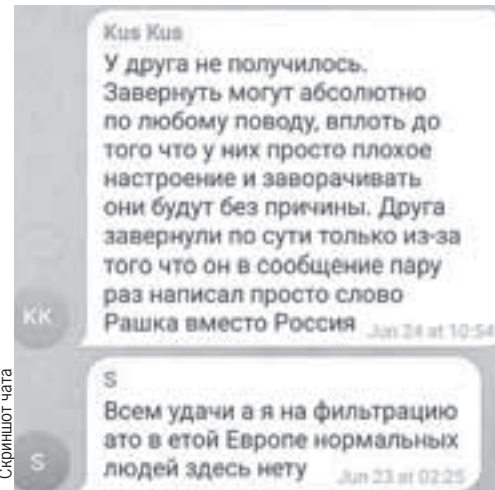 Kus Kus
У друга не получилось.
Завернуть могут абсолютно
по любому поводу, вплоть до
того что у них просто плохое
настроение и заворачивать
они будут без причины. Друга
завернули по сути только из-за
того что он в сообщение пару
раз написал просто слово
Рашка вместо Россия
Jun 24 at 10:54
КК
S
Всем удачи а я на фильтрацию
ато в етой Европе нормальных
людей здесь нету
Jun 23 at 02:25
S
Скриншот чата